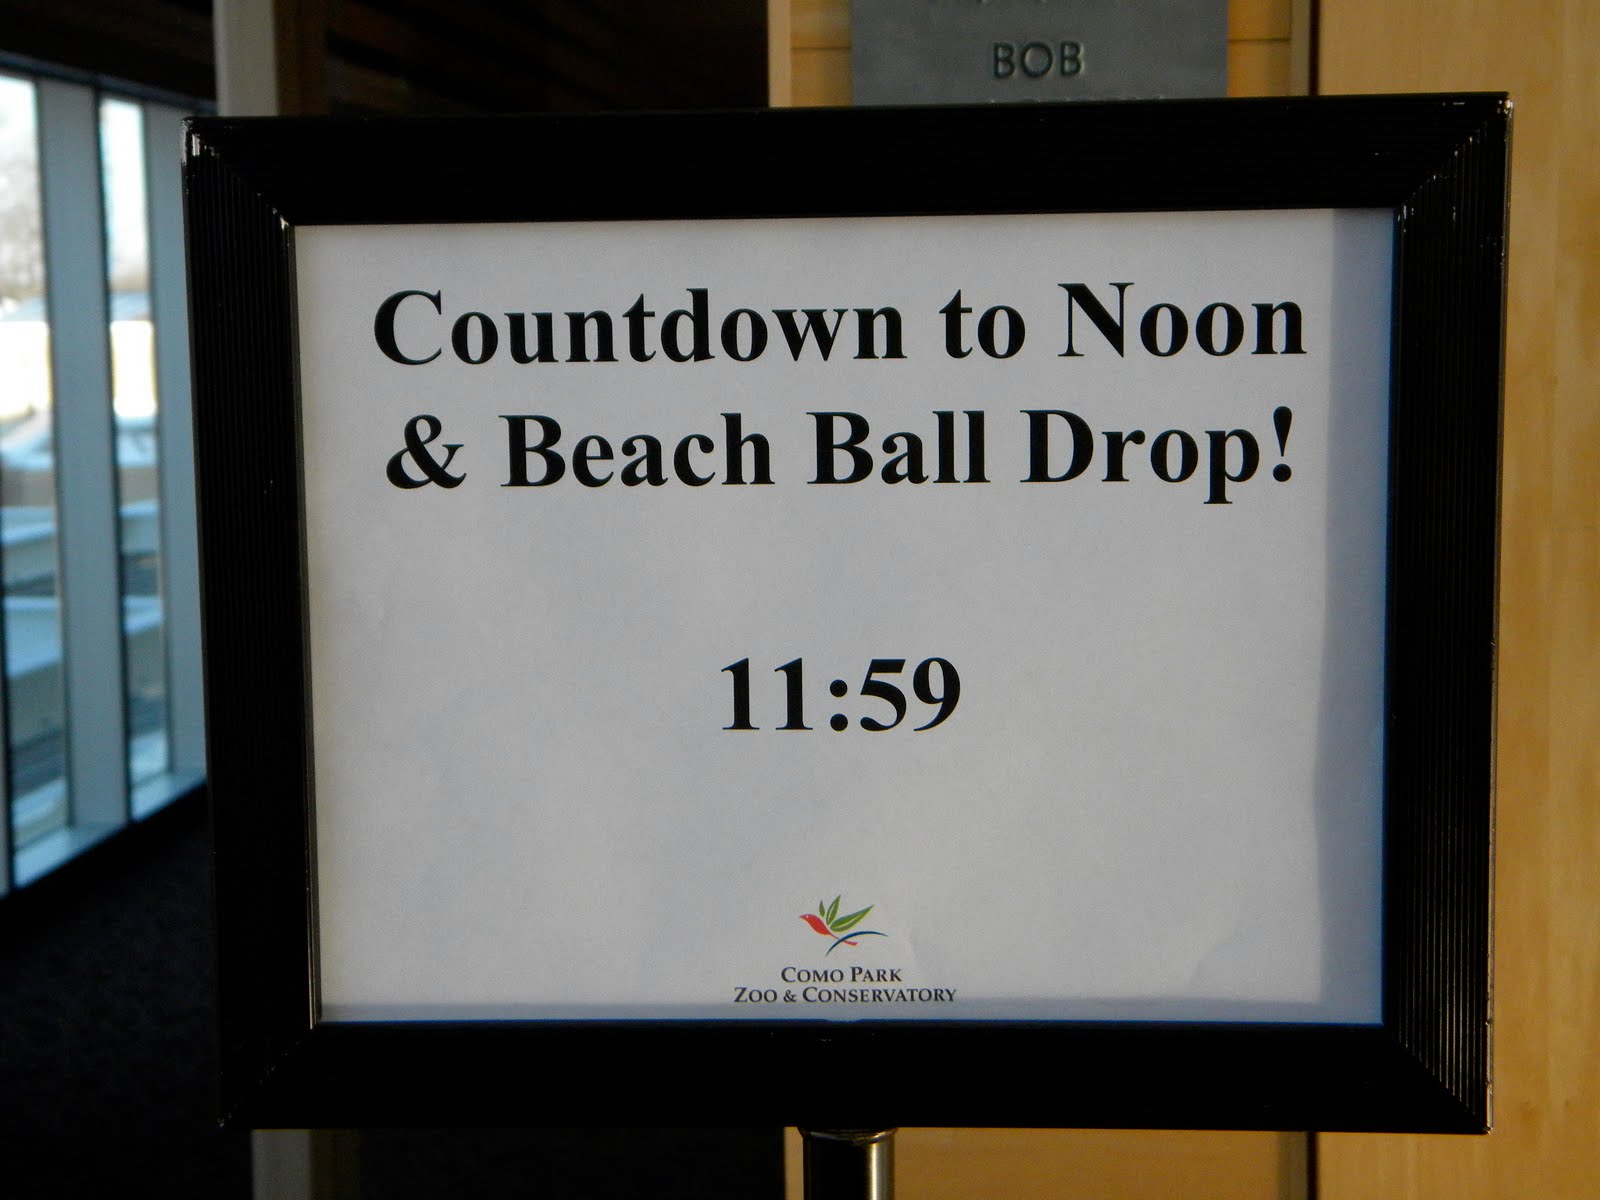 BOB
Countdown to Noon
& Beach Ball Drop!
11:59
COMO PARK
ZOO & CONSERVATORY